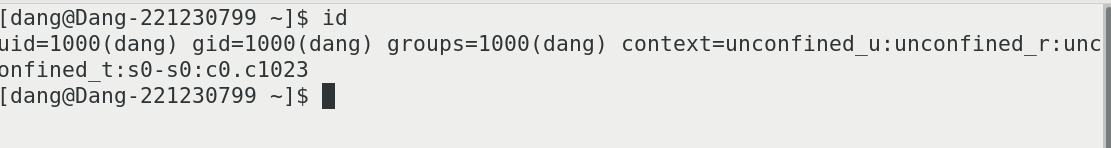 [dang@Dang-221230799 ~]$ id
uid=1000(dang) gid=1000(dang) groups=1000(dang) context=unconfined_u:unconfined_r:unc
onfined_t:s0-s0:c0.c1023
[dang@Dang-221230799 ~]$